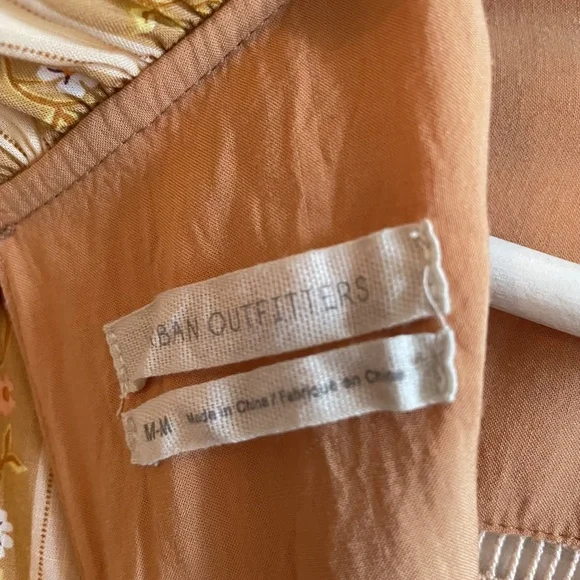 BAN OUTFITTERS
M-M Made in China / Fabriqué en Chine